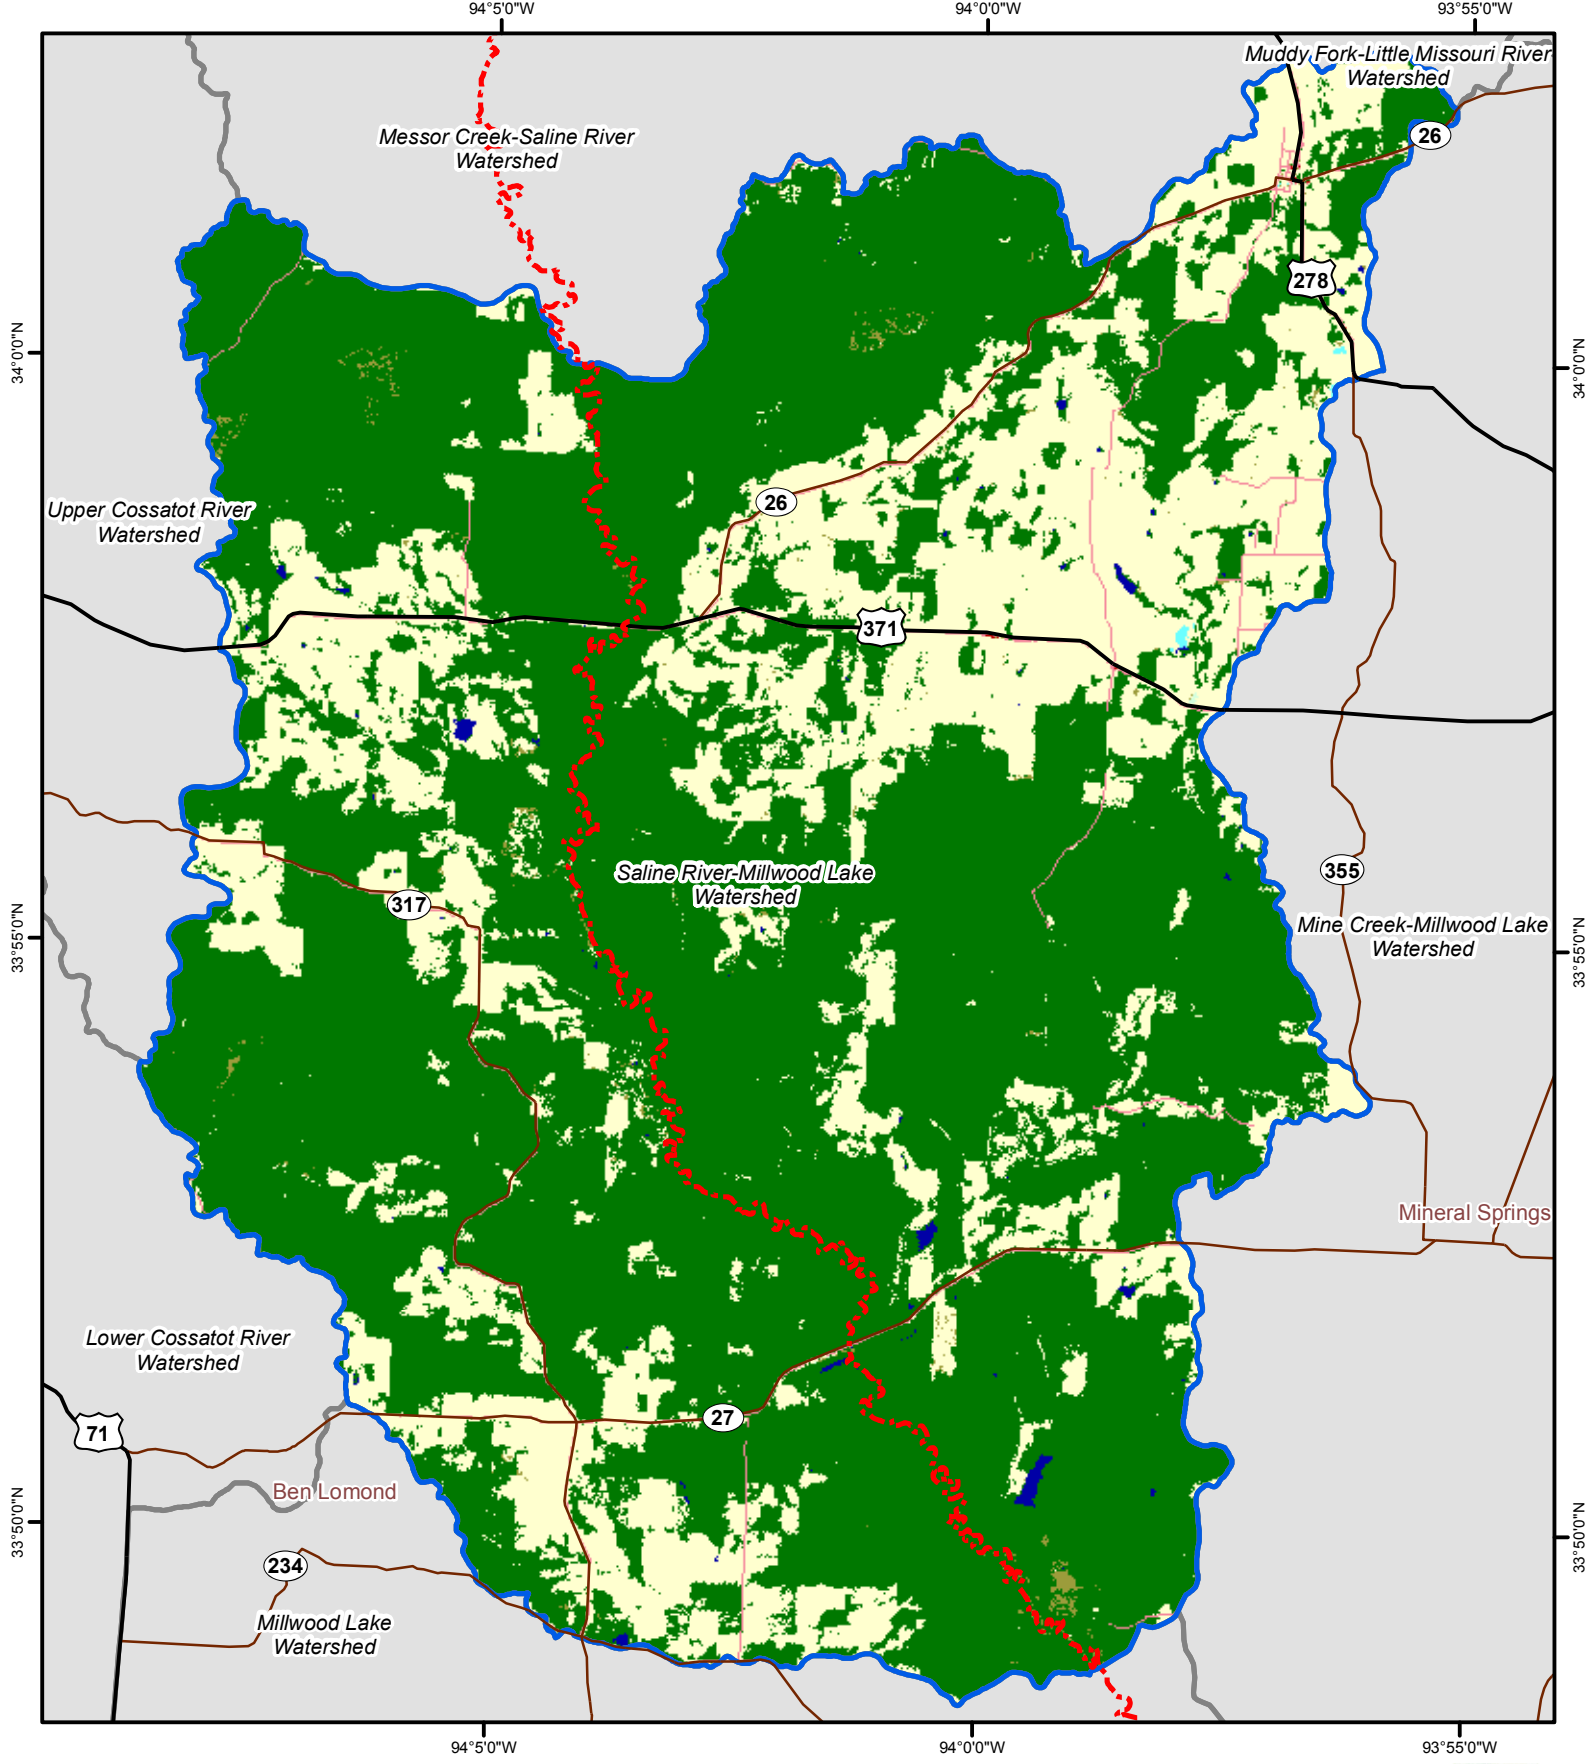 94°5'0"W
94°0'0"W
93°55'0"W
Muddy Fork-Little Missouri River
Watershed
26
Messor Creek-Saline River
Watershed
278
34°0'0"N
34°0'0"N
26
Upper Cossatot River
Watershed
371
355
Saline River-Millwood Lake
Watershed
317
Mine Creek-Millwood Lake
Watershed
33°55'0"N
33°55'0"N
Mineral Springs
Lower Cossatot River
Watershed
27
71
Ben Lomond
33°50'0"N
33°50'0"N
234
Millwood Lake
Watershed
94°5'0"W
94°0'0"W
93°55'0"W